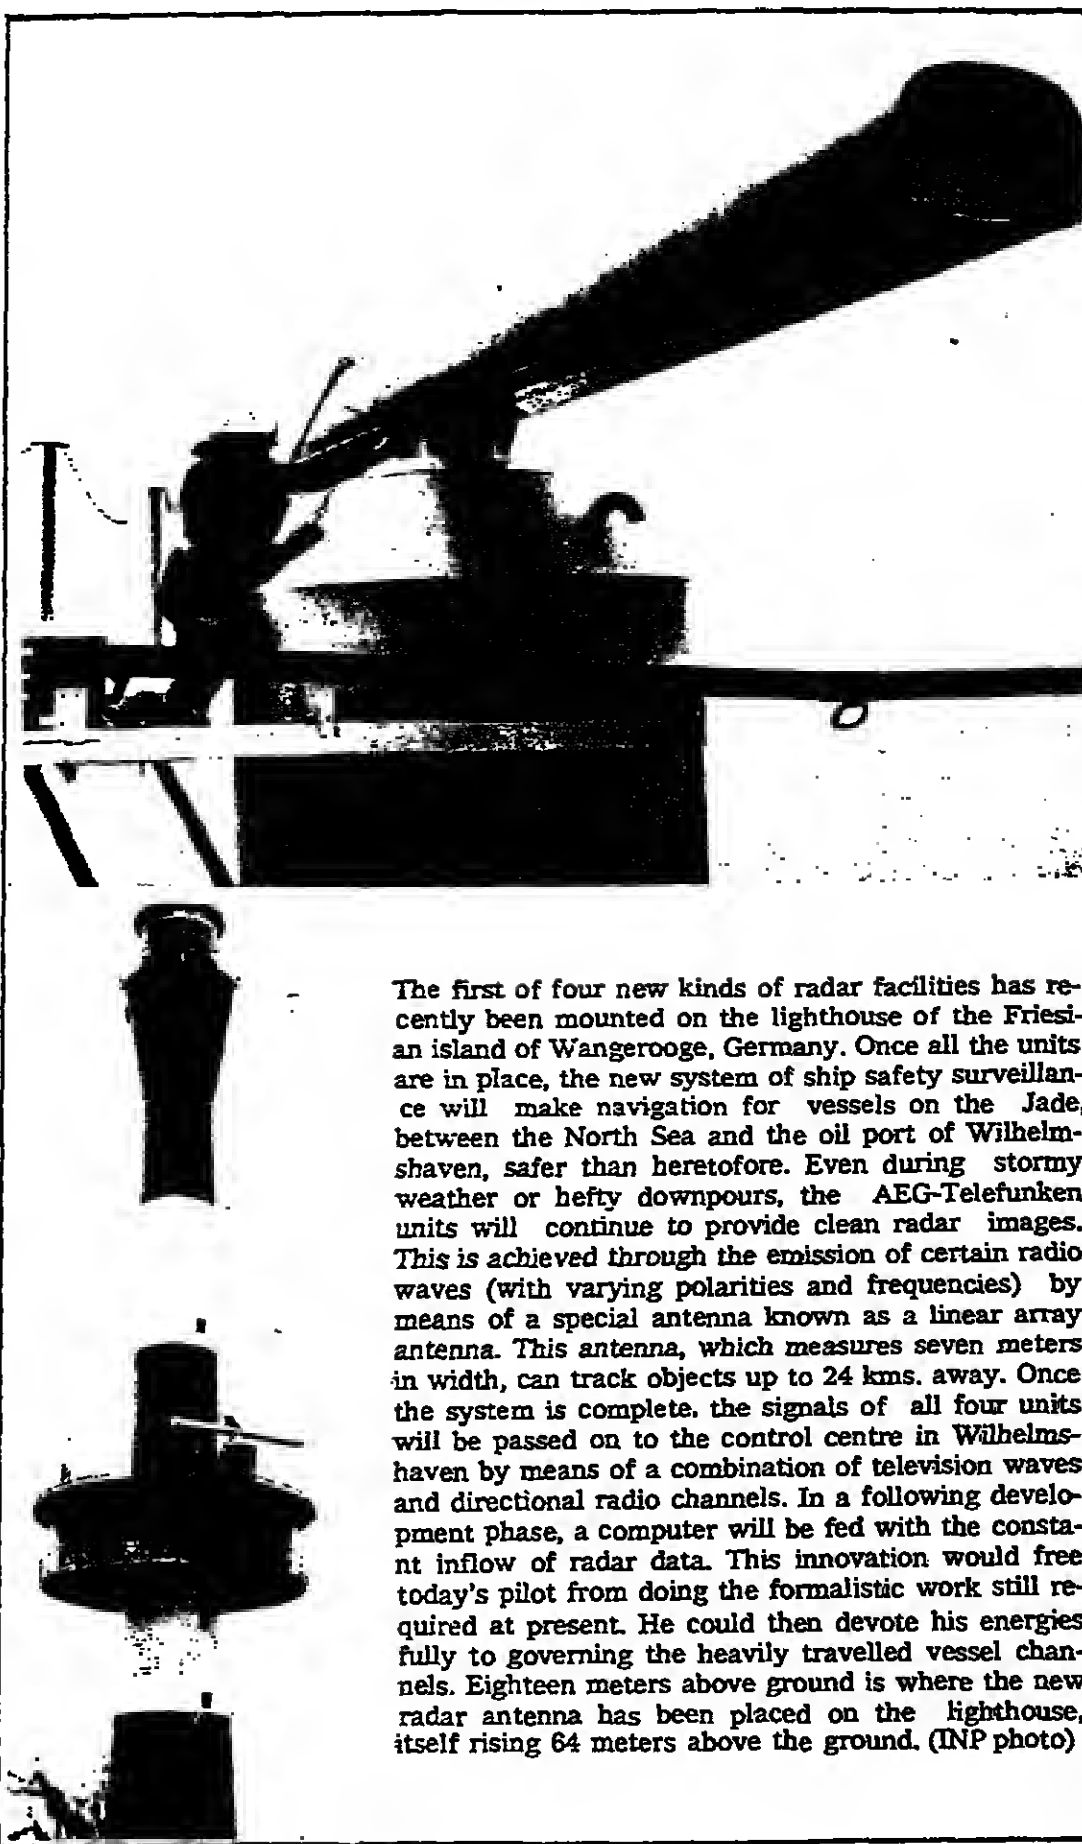 The first of four new kinds of radar facilities has re-
cently been mounted on the lighthouse of the Friesi-
an island of Wangerooge, Germany. Once all the units
are in place, the new system of ship safety surveillan-
ce will make navigation for vessels on the Jade,
between the North Sea and the oil port of Wilhelm-
shaven, safer than heretofore. Even during stormy
weather or hefty downpours, the AEG-Telefunken
units will continue to provide clean radar images.
This is achieved through the emission of certain radio
waves (with varying polarities and frequencies) by
means of a special antenna known as a linear array
antenna. This antenna, which measures seven meters
in width, can track objects up to 24 kms. away. Once
the system is complete, the signals of all four units
will be passed on to the control centre in Wilhelms-
haven by means of a combination of television waves
and directional radio channels. In a following develo-
pment phase, a computer will be fed with the consta-
nt inflow of radar data. This innovation would free
today's pilot from doing the formalistic work still re-
quired at present. He could then devote his energies
fully to governing the heavily travelled vessel chan-
nels. Eighteen meters above ground is where the new
radar antenna has been placed on the lighthouse,
itself rising 64 meters above the ground. (INP photo)